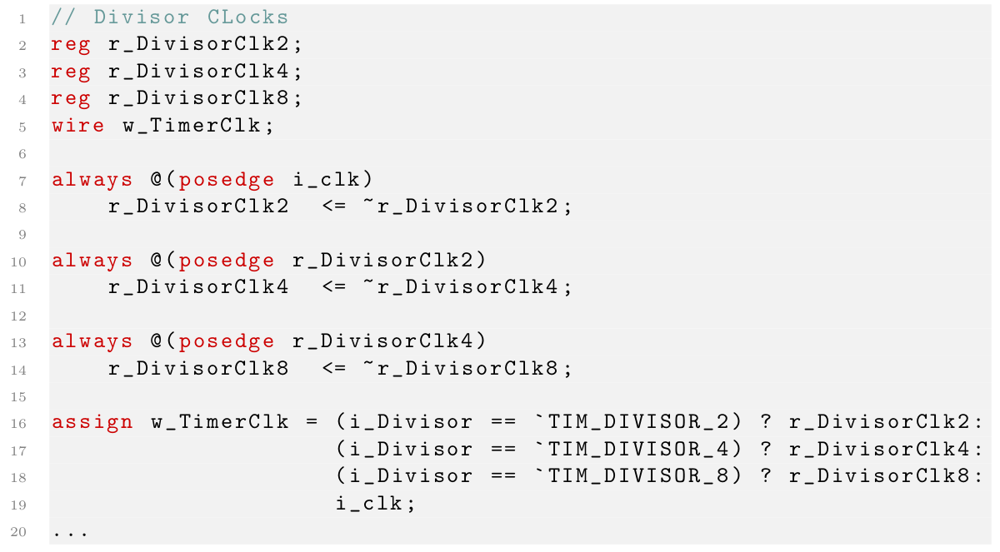 1 // Divisor CLocks
2 reg r_DivisorClk2;
3 reg r_DivisorClk4;
4 reg r_DivisorClk8;
5 wire w_TimerClk;
6
7 always @(posedge i_clk)
8     r_DivisorClk2  <= ~r_DivisorClk2;
9
10 always @(posedge r_DivisorClk2)
11     r_DivisorClk4  <= ~r_DivisorClk4;
12
13 always @(posedge r_DivisorClk4)
14     r_DivisorClk8  <= ~r_DivisorClk8;
15
16 assign w_TimerClk = (i_Divisor == `TIM_DIVISOR_2) ? r_DivisorClk2:
17                     (i_Divisor == `TIM_DIVISOR_4) ? r_DivisorClk4:
18                     (i_Divisor == `TIM_DIVISOR_8) ? r_DivisorClk8:
19                     i_clk;
20 ...